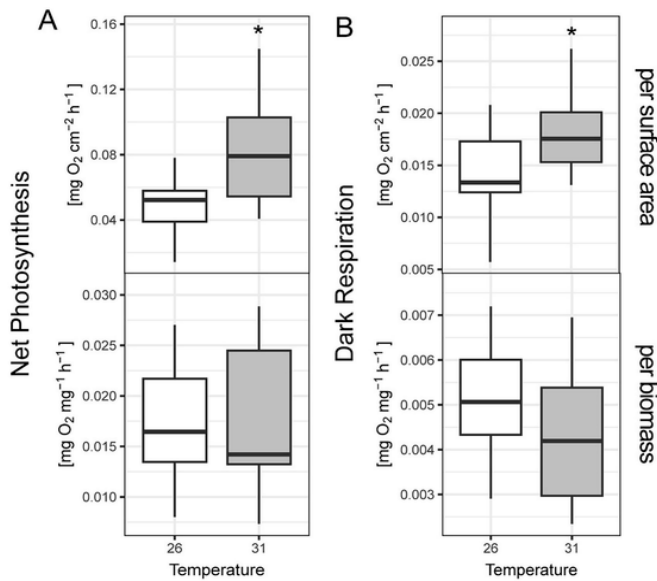 A
B
*
*
Net Photosynthesis
[mg O₂ cm⁻² h⁻¹ ]
0.16
0.12
0.08
0.04
[mg O₂ mg⁻¹ h⁻¹ ]
0.030
0.025
0.020
0.015
0.010
26
31
Temperature
Dark Respiration
[mg O₂ cm⁻² h⁻¹ ]
0.025
0.020
0.015
0.010
0.005
[mg O₂ mg⁻¹ h⁻¹ ]
0.007
0.006
0.005
0.004
0.003
26
31
Temperature
per surface area
per biomass